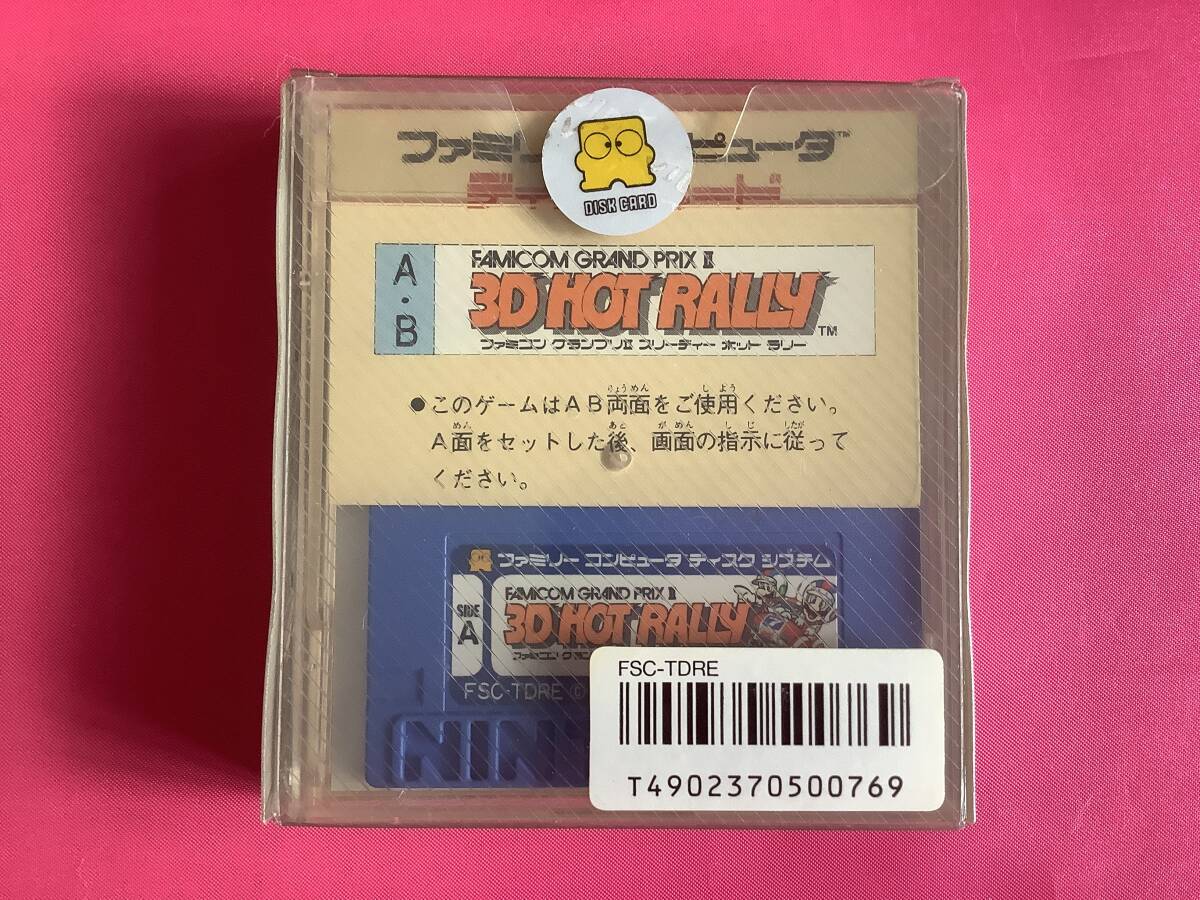 ファミリ
ピュータ™
DISK CARD
A・B
FAMICOM GRAND PRIX II
3D HOT RALLY™
ファミコン グランプリII スリーディー ホット ラリー
●このゲームはAB両面をご使用ください。
A面をセットした後、画面の指示に従って
ください。
ファミリー コンピュータ ディスク システム
SIDE A
FAMICOM GRAND PRIX II
3D HOT RALLY
FSC-TDRE ©
NIN
FSC-TDRE
T4902370500769